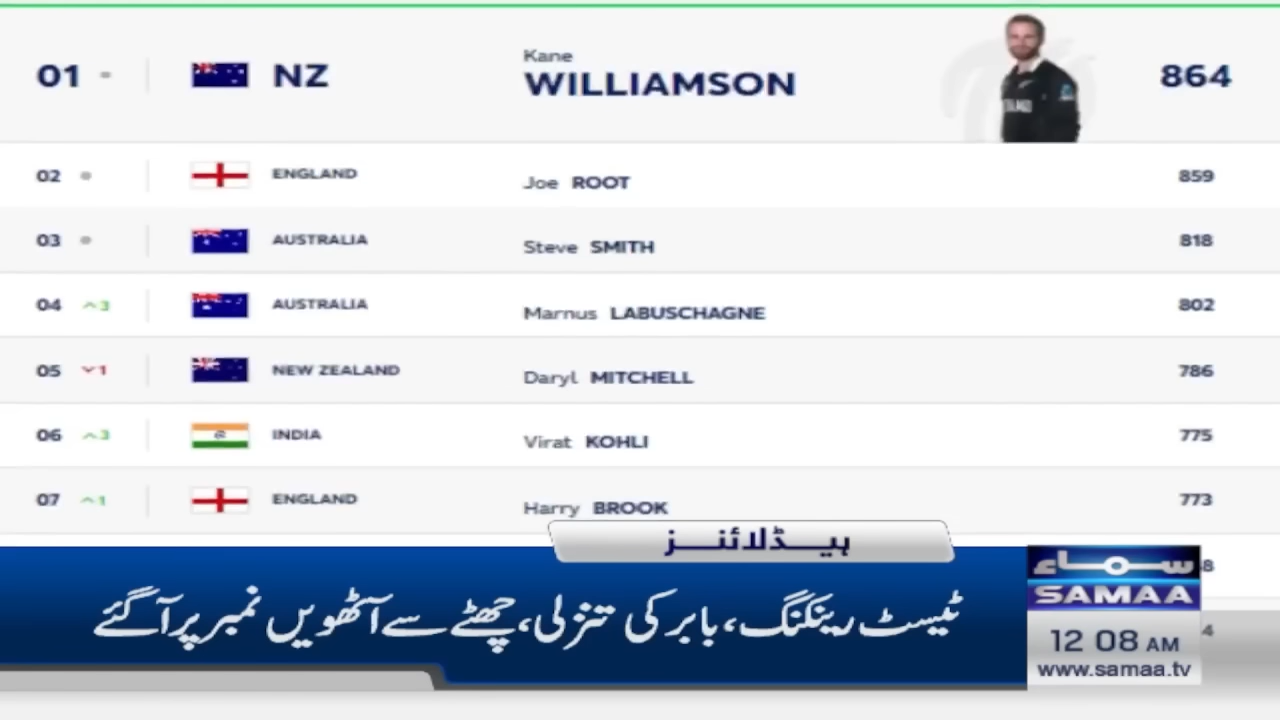 01 NZ Kane WILLIAMSON 864
02 ENGLAND Joe ROOT 859
03 AUSTRALIA Steve SMITH 818
04 3 AUSTRALIA Marnus LABUSCHAGNE 802
05 1 NEW ZEALAND Daryl MITCHELL 786
06 3 INDIA Virat KOHLI 775
07 1 ENGLAND Harry BROOK 773
8
4
ہیڈلائنز
ٹیسٹ رینکنگ، بابر کی تنزلی، چھٹے سے آٹھویں نمبر پر آگئے
سماء
SAMAA
12 08 AM
www.samaa.tv